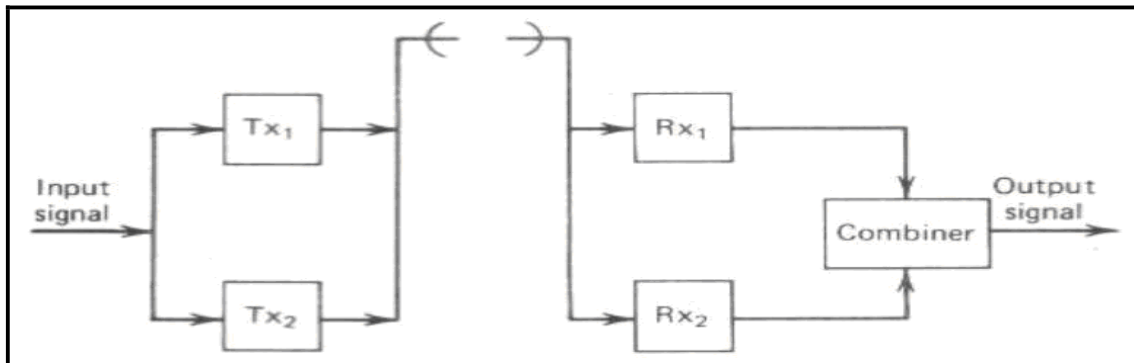 Tx₁
Rx₁
Input
signal
Output
signal
Combiner
Tx₂
Rx₂